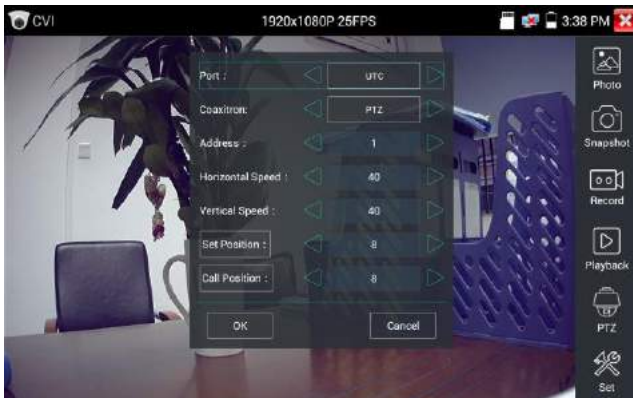 CVI 1920x1080P 25FPS 3:38 PM
Port : UTC
Coaxitron: PTZ
Address : 1
Horizontal Speed : 40
Vertical Speed : 40
Set Position : 8
Call Position : 8
OK Cancel
Photo
Snapshot
Record
Playback
PTZ
Set